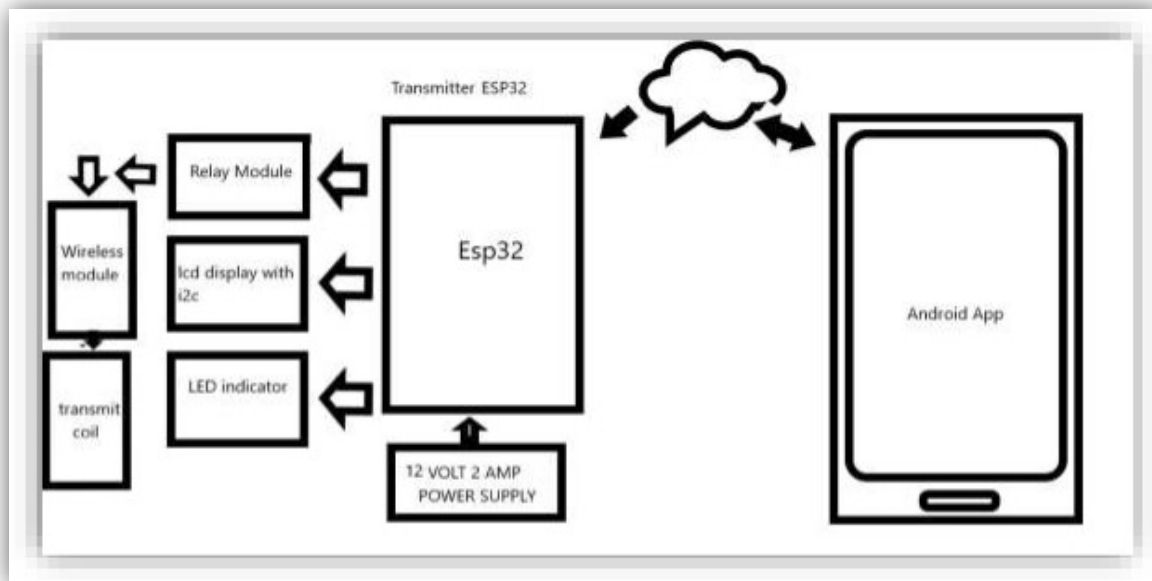 Transmitter ESP32
Relay Module
Wireless
module
lcd display with
i2c
Esp32
LED indicator
transmit
coil
12 VOLT 2 AMP
POWER SUPPLY
Android App